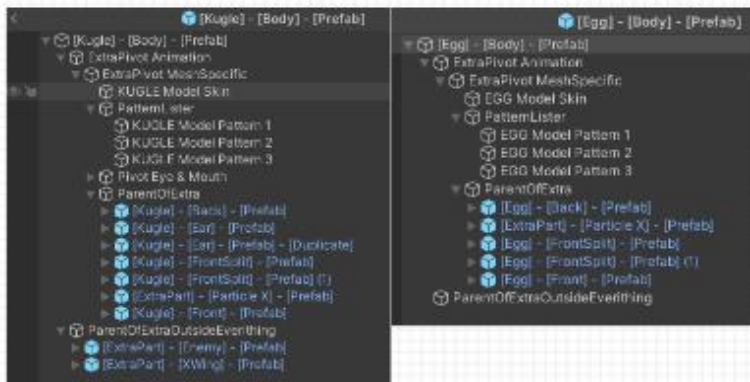 [Kugle] - [Body] - [Prefab]
[Kugle] - [Body] - [Prefab]
ExtraPivot Animation
ExtraPivot MeshSpecific
KUGLE Model Skin
PatternLister
KUGLE Model Pattern 1
KUGLE Model Pattern 2
KUGLE Model Pattern 3
Pivot Eye & Mouth
ParentOfExtra
[Kugle] - [Back] - [Prefab]
[Kugle] - [Ear] - [Prefab]
[Kugle] - [Ear] - [Prefab] - [Duplicate]
[Kugle] - [FrontSplit] - [Prefab]
[Kugle] - [FrontSplit] - [Prefab] (1)
[ExtraPart] - [Particle X] - [Prefab]
[Kugle] - [Front] - [Prefab]
ParentOfExtraOutsideEverithing
[ExtraPart] - [Enemy] - [Prefab]
[ExtraPart] - [XWing] - [Prefab]
[Egg] - [Body] - [Prefab]
[Egg] - [Body] - [Prefab]
ExtraPivot Animation
ExtraPivot MeshSpecific
EGG Model Skin
PatternLister
EGG Model Pattern 1
EGG Model Pattern 2
EGG Model Pattern 3
ParentOfExtra
[Egg] - [Back] - [Prefab]
[ExtraPart] - [Particle X] - [Prefab]
[Egg] - [FrontSplit] - [Prefab]
[Egg] - [FrontSplit] - [Prefab] (1)
[Egg] - [Front] - [Prefab]
ParentOfExtraOutsideEverithing